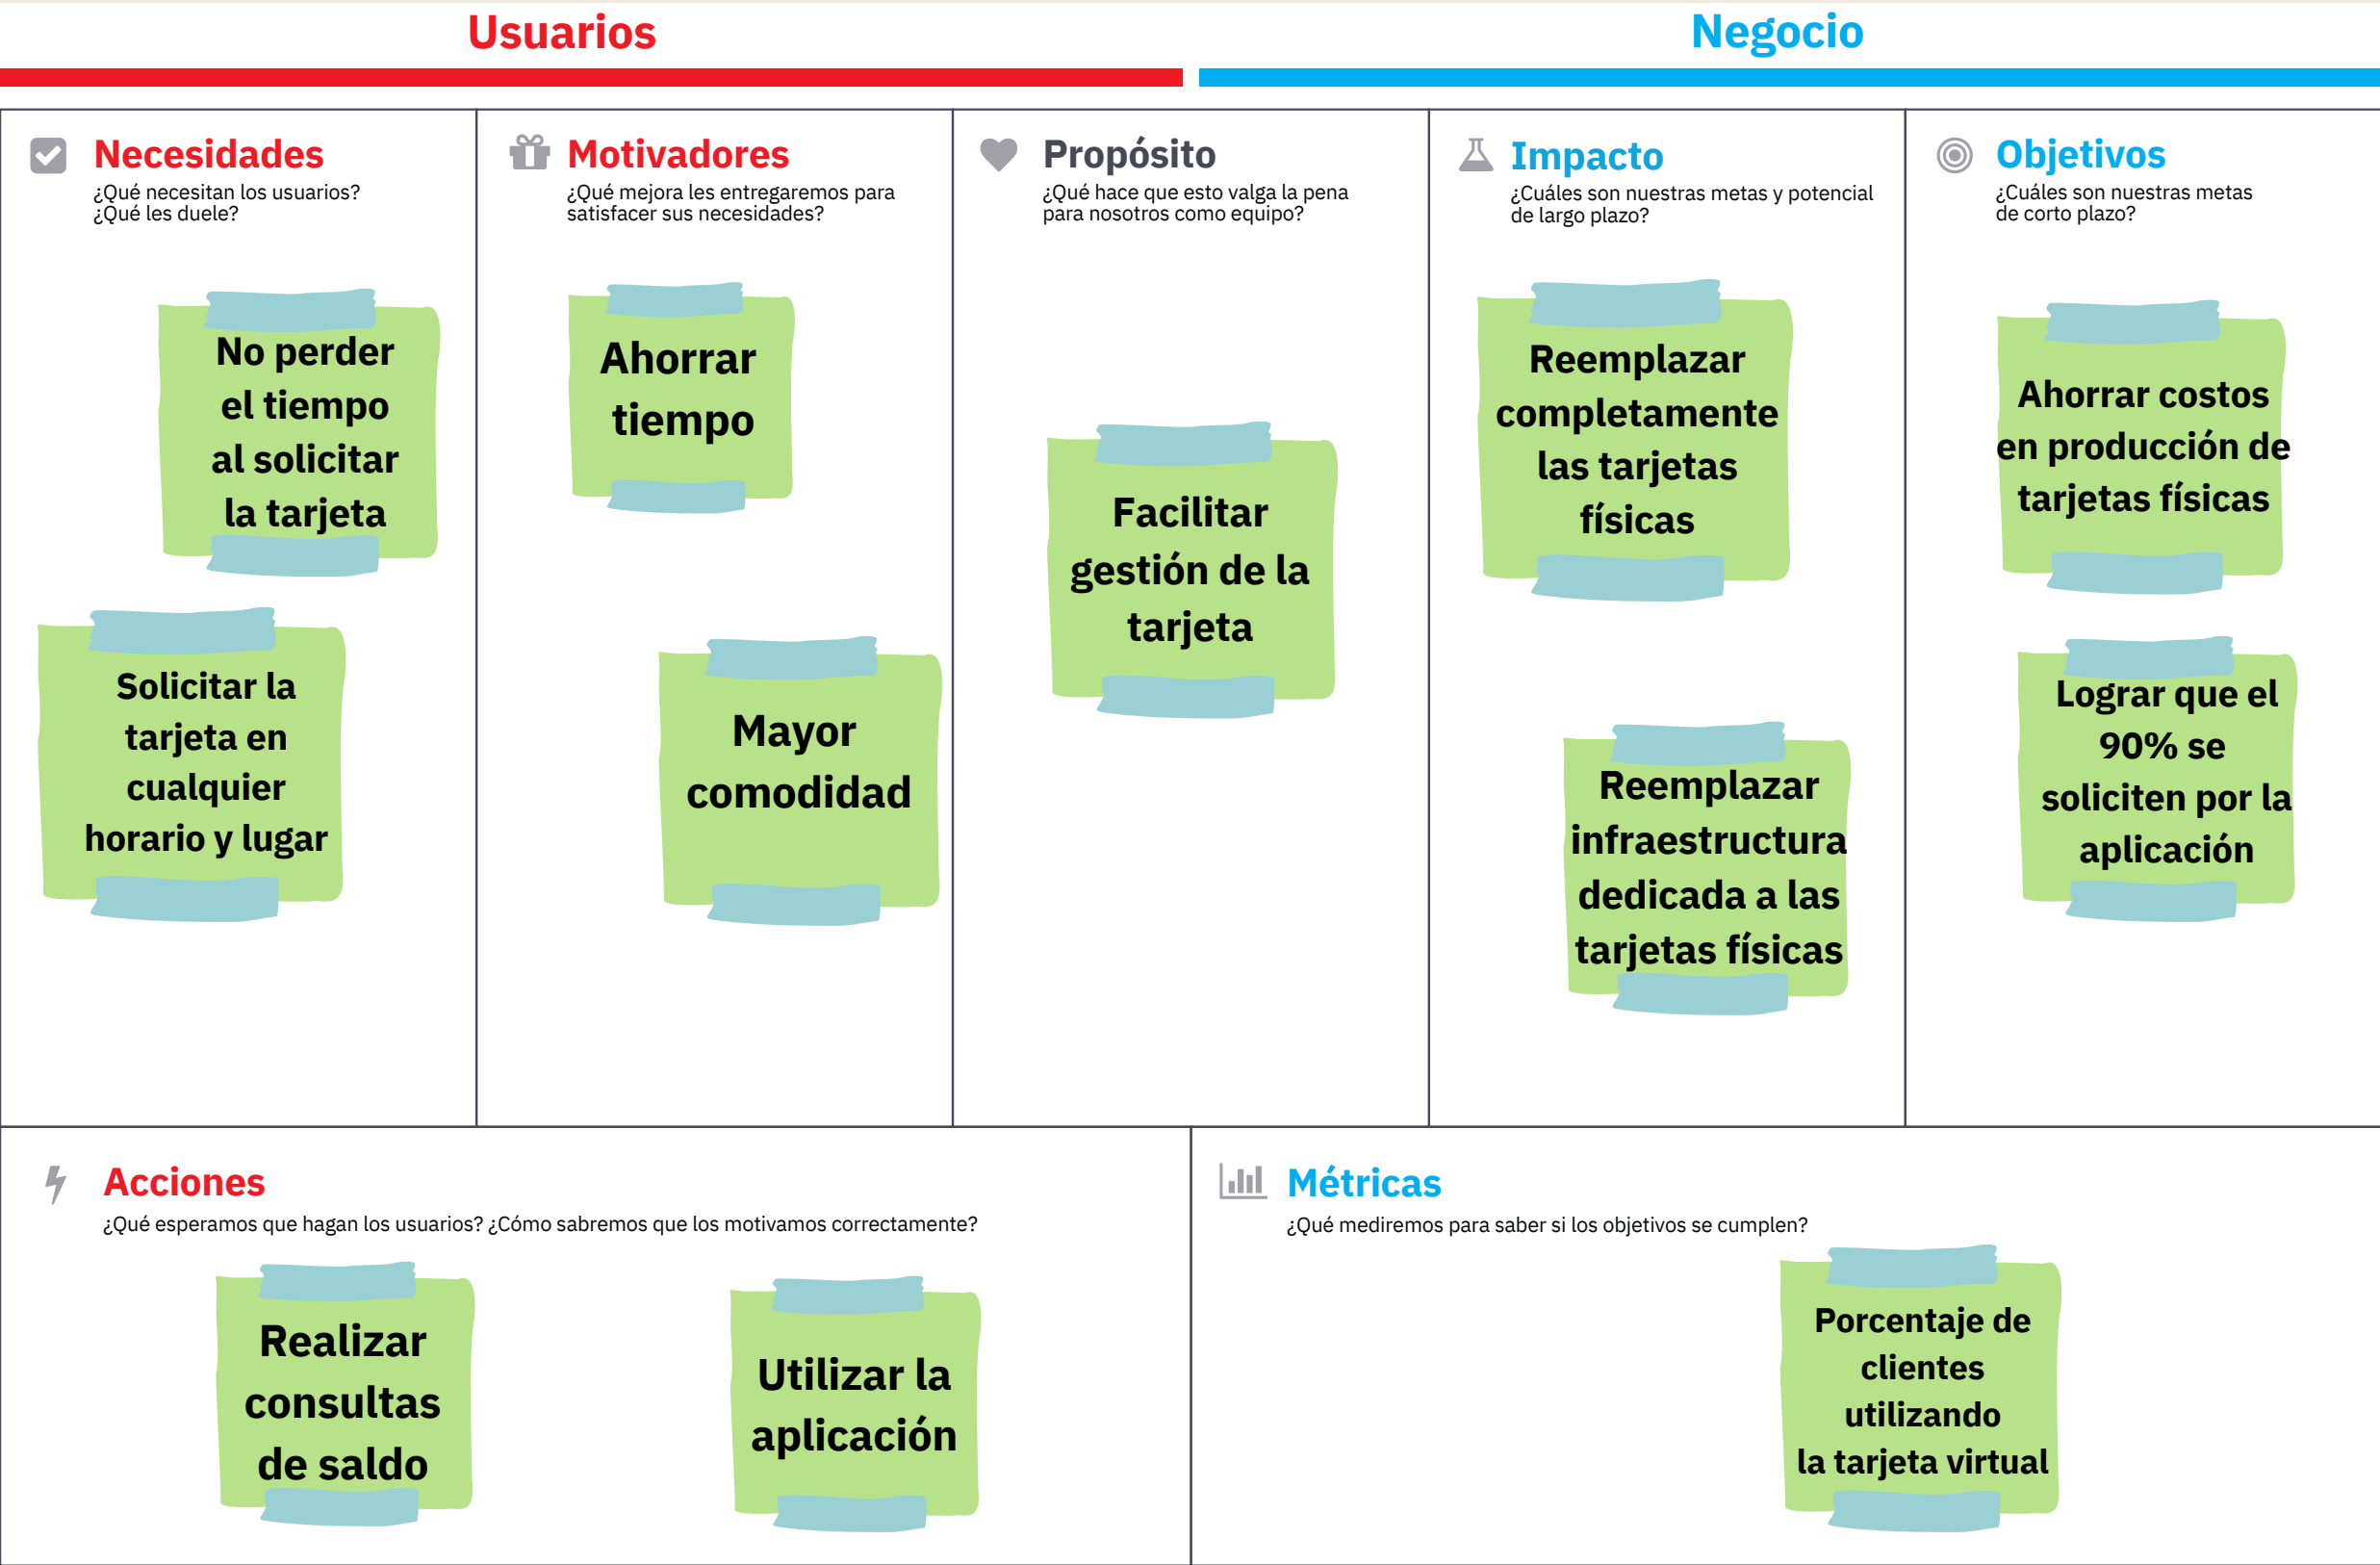 Usuarios
Negocio
Necesidades
¿Qué necesitan los usuarios?
¿Qué les duele?
No perder
el tiempo
al solicitar
la tarjeta
Solicitar la
tarjeta en
cualquier
horario y lugar
Motivadores
¿Qué mejora les entregaremos para
satisfacer sus necesidades?
Ahorrar
tiempo
Mayor
comodidad
Propósito
¿Qué hace que esto valga la pena
para nosotros como equipo?
Facilitar
gestión de la
tarjeta
Impacto
¿Cuáles son nuestras metas y potencial
de largo plazo?
Reemplazar
completamente
las tarjetas
físicas
Reemplazar
infraestructura
dedicada a las
tarjetas físicas
Objetivos
¿Cuáles son nuestras metas
de corto plazo?
Ahorrar costos
en producción de
tarjetas físicas
Lograr que el
90% se
soliciten por la
aplicación
Acciones
¿Qué esperamos que hagan los usuarios? ¿Cómo sabremos que los motivamos correctamente?
Realizar
consultas
de saldo
Utilizar la
aplicación
Métricas
¿Qué mediremos para saber si los objetivos se cumplen?
Porcentaje de
clientes
utilizando
la tarjeta virtual